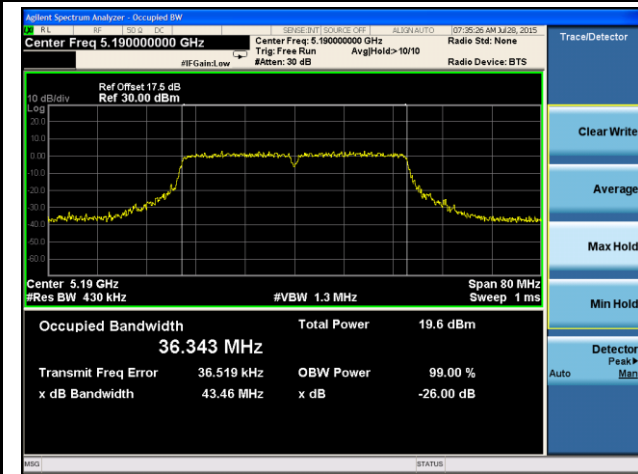 Agilent Spectrum Analyzer - Occupied BW
RL RF 50 Ω DC SENSE:INT SOURCE OFF ALIGN AUTO 07:35:26 AM Jul 28, 2015
Center Freq 5.190000000 GHz
Center Freq: 5.190000000 GHz
Radio Std: None
Trig: Free Run Avg|Hold:>10/10
#IFGain:Low #Atten: 30 dB Radio Device: BTS
Trace/Detector
Ref Offset 17.5 dB
10 dB/div Ref 30.00 dBm
Log
20.0
10.0
0.00
-10.0
-20.0
-30.0
-40.0
-50.0
-60.0
Center 5.19 GHz Span 80 MHz
#Res BW 430 kHz #VBW 1.3 MHz Sweep 1 ms
Occupied Bandwidth Total Power 19.6 dBm
36.343 MHz
Transmit Freq Error 36.519 kHz OBW Power 99.00 %
x dB Bandwidth 43.46 MHz x dB -26.00 dB
Clear Write
Average
Max Hold
Min Hold
Detector
Peak▶
Auto Man
MSG STATUS